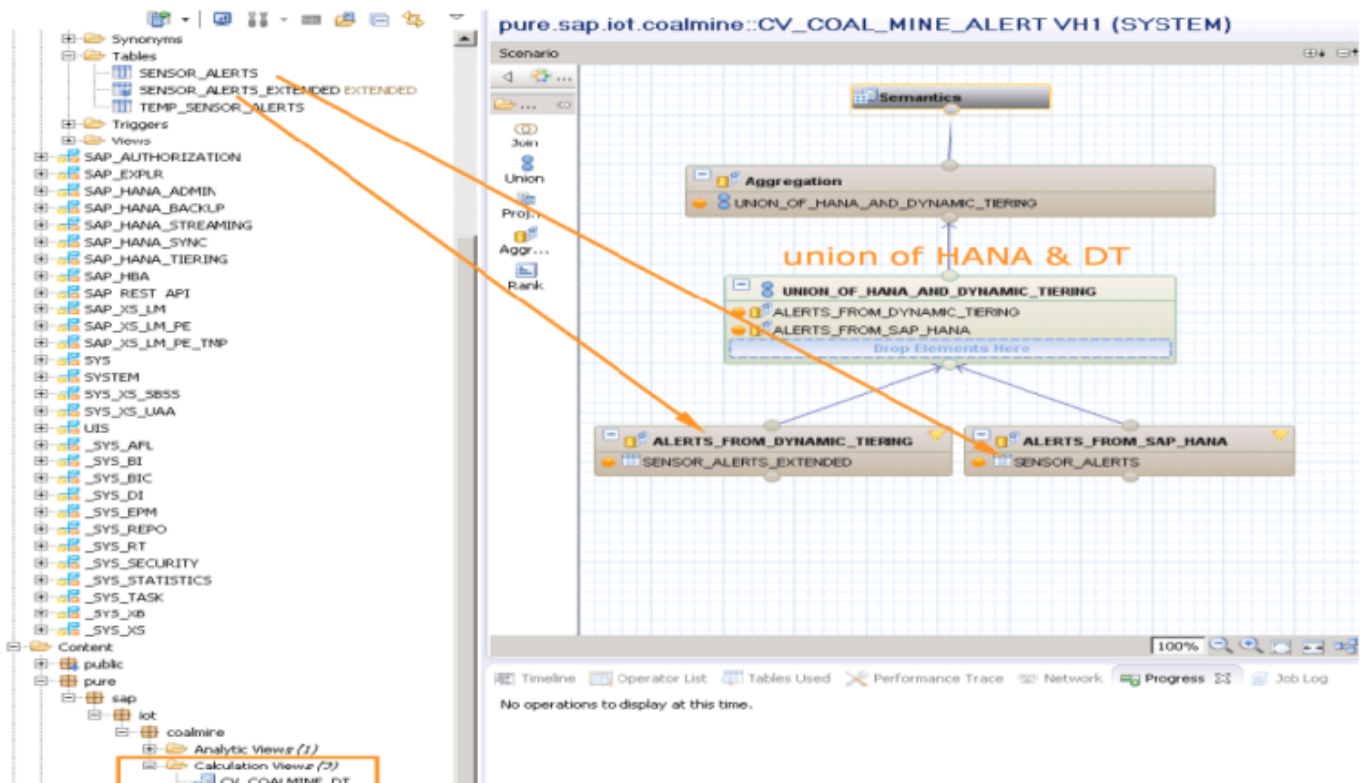 Synonyms
Tables
SENSOR_ALERTS
SENSOR_ALERTS_EXTENDED EXTENDED
TEMP_SENSOR_ALERTS
Triggers
Views
SAP_AUTHORIZATION
SAP_EXPLR
SAP_HANA_ADMIN
SAP_HANA_BACKUP
SAP_HANA_STREAMING
SAP_HANA_SYNC
SAP_HANA_TIERING
SAP_HBA
SAP_REST_API
SAP_XS_LM
SAP_XS_LM_PE
SAP_XS_LM_PE_TMP
SYS
SYSTEM
SYS_XS_SBSS
SYS_XS_UAA
UIS
_SYS_AFL
_SYS_BI
_SYS_BIC
_SYS_DI
_SYS_EPM
_SYS_REPO
_SYS_RT
_SYS_SECURITY
_SYS_STATISTICS
_SYS_TASK
_SYS_XB
_SYS_XS
Content
public
pure
sap
iot
coalmine
Analytic Views (1)
Calculation Views (2)
CV_COALMINE_DT
pure.sap.iot.coalmine::CV_COAL_MINE_ALERT VH1 (SYSTEM)
Scenario
...
...
Join
Union
Proj...
Aggr...
Rank
Semantics
Aggregation
UNION_OF_HANA_AND_DYNAMIC_TIERING
union of HANA & DT
UNION_OF_HANA_AND_DYNAMIC_TIERING
ALERTS_FROM_DYNAMIC_TIERING
ALERTS_FROM_SAP_HANA
Drop Elements Here
ALERTS_FROM_DYNAMIC_TIERING
SENSOR_ALERTS_EXTENDED
ALERTS_FROM_SAP_HANA
SENSOR_ALERTS
100%
Timeline Operator List Tables Used Performance Trace Network Progress Job Log
No operations to display at this time.